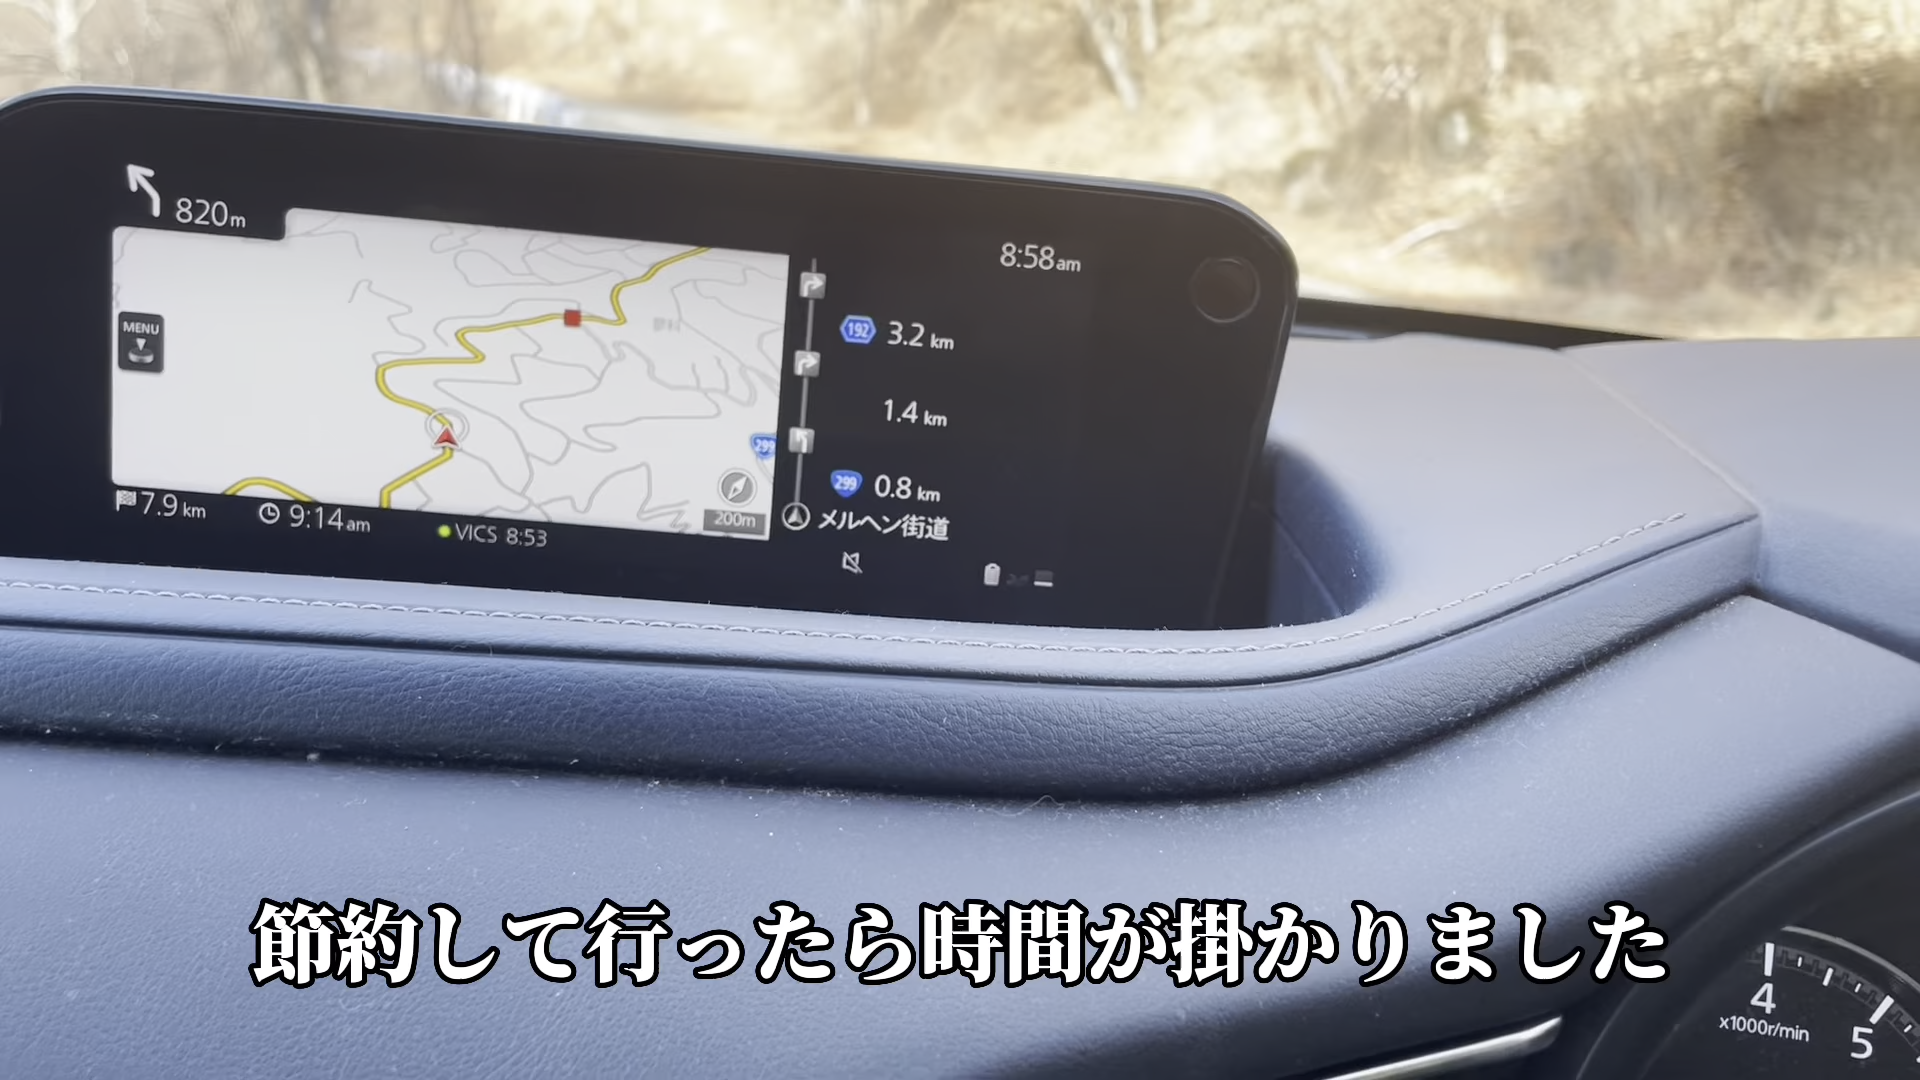 820m
8:58am
MENU
192 3.2 km
1.4 km
299
299 0.8 km
200m
メルヘン街道
7.9 km
9:14am
VICS 8:53
節約して行ったら時間が掛かりました
4
x1000r/min
5